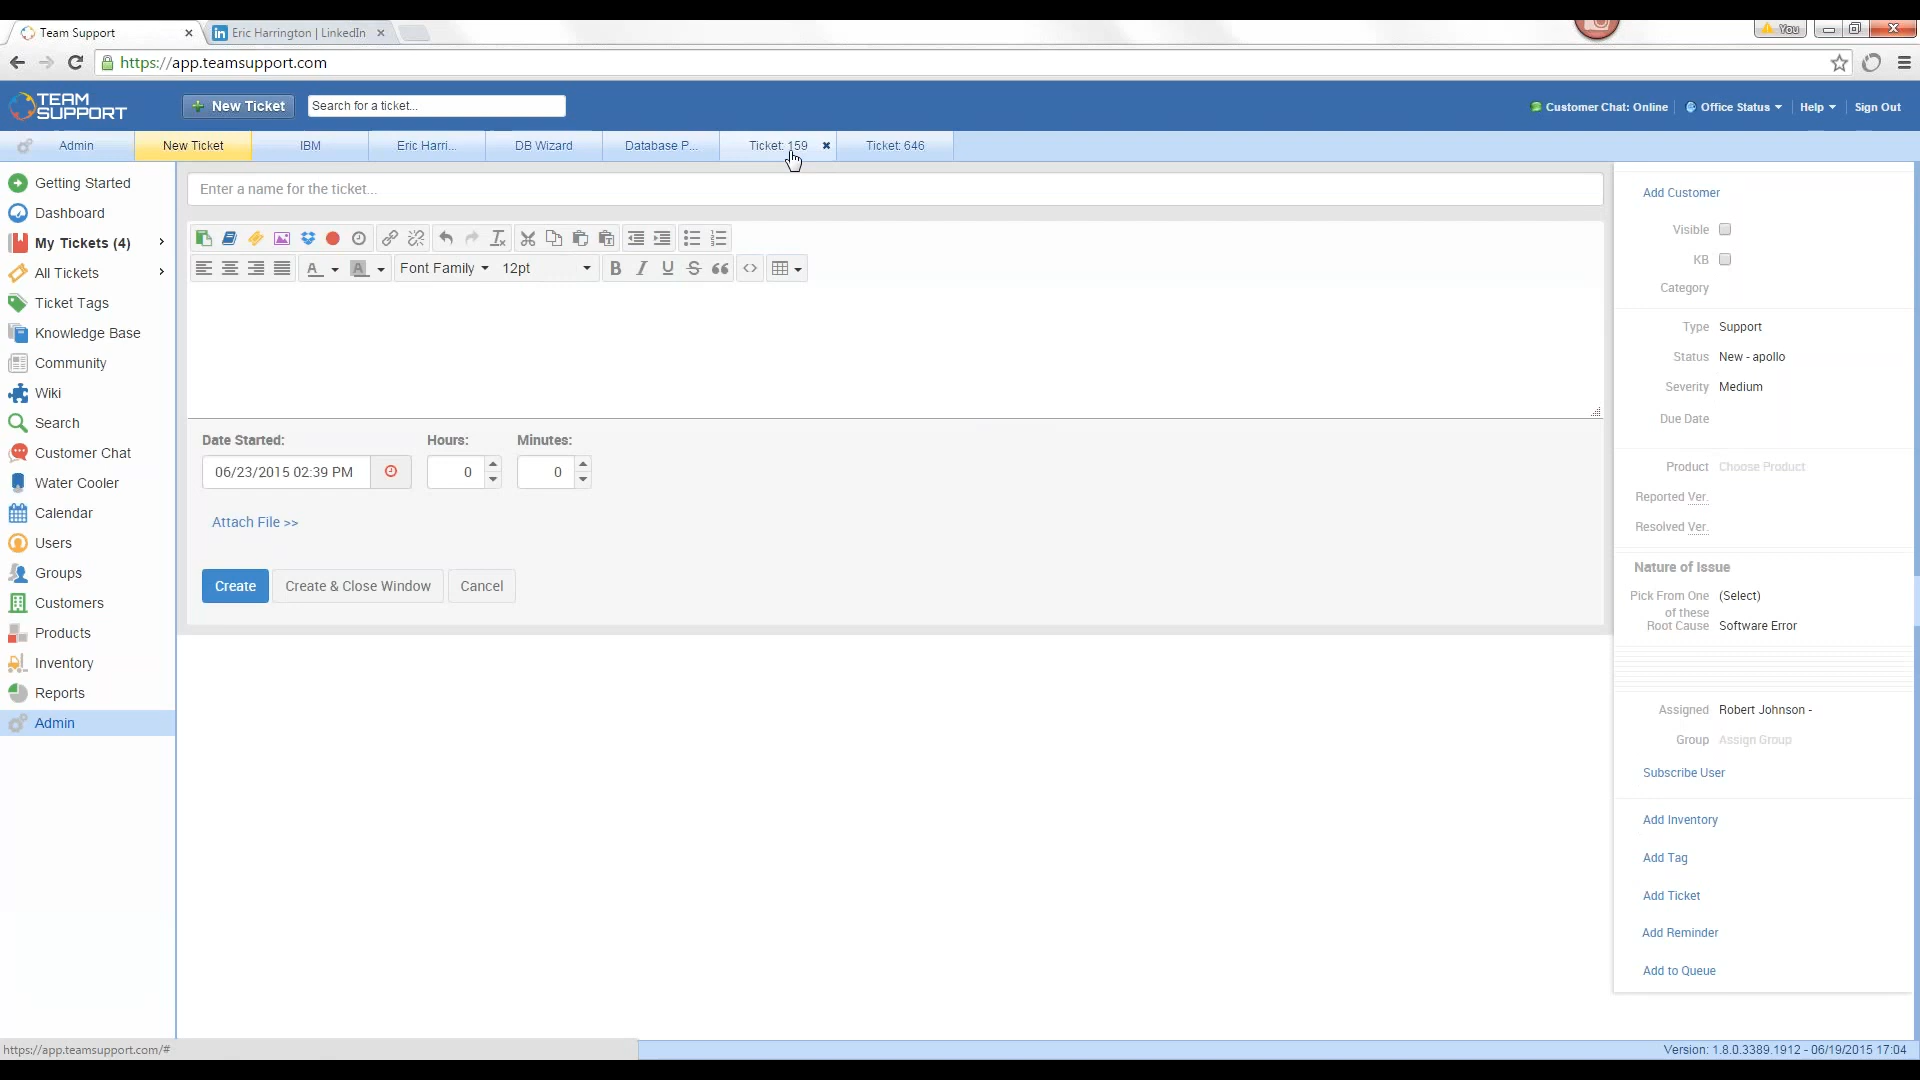 Team Support
Eric Harrington | LinkedIn
You
https://app.teamsupport.com
TEAM
SUPPORT
New Ticket
Search for a ticket...
Customer Chat: Online
Office Status
Help
Sign Out
Admin
New Ticket
IBM
Eric Harri...
DB Wizard
Database P...
Ticket: 159
Ticket: 646
Getting Started
Dashboard
My Tickets (4)
All Tickets
Ticket Tags
Knowledge Base
Community
Wiki
Search
Customer Chat
Water Cooler
Calendar
Users
Groups
Customers
Products
Inventory
Reports
Admin
Enter a name for the ticket...
Font Family
12pt
Date Started:
Hours:
Minutes:
06/23/2015 02:39 PM
0
0
Attach File >>
Create
Create & Close Window
Cancel
Add Customer
Visible
KB
Category
Type Support
Status New - apollo
Severity Medium
Due Date
Product Choose Product
Reported Ver.
Resolved Ver.
Nature of Issue
Pick From One (Select)
of these
Root Cause Software Error
Assigned Robert Johnson -
Group Assign Group
Subscribe User
Add Inventory
Add Tag
Add Ticket
Add Reminder
Add to Queue
https://app.teamsupport.com/#
Version: 1.8.0.3389.1912 - 06/19/2015 17:04